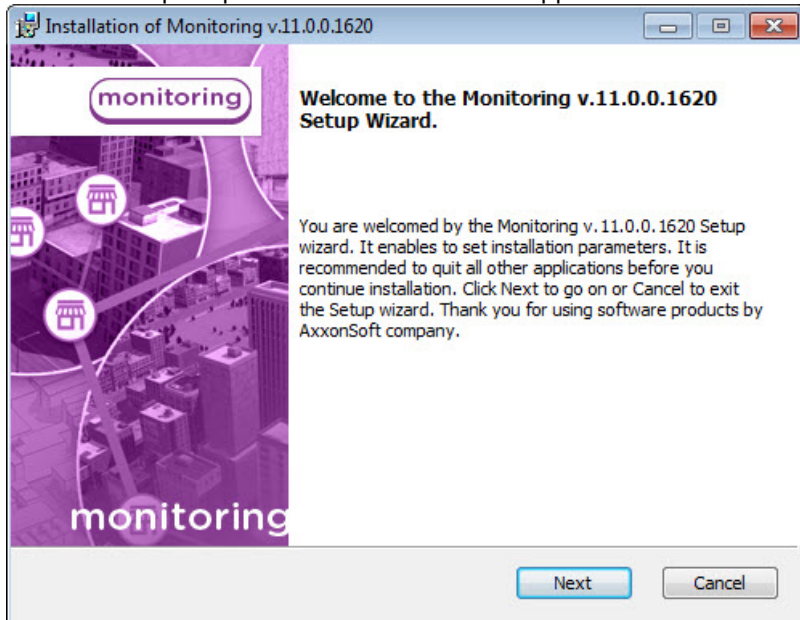 Installation of Monitoring v.11.0.0.1620
monitoring
Welcome to the Monitoring v.11.0.0.1620
Setup Wizard.
You are welcomed by the Monitoring v.11.0.0.1620 Setup
wizard. It enables to set installation parameters. It is
recommended to quit all other applications before you
continue installation. Click Next to go on or Cancel to exit
the Setup wizard. Thank you for using software products by
AxxonSoft company.
monitoring
Next
Cancel